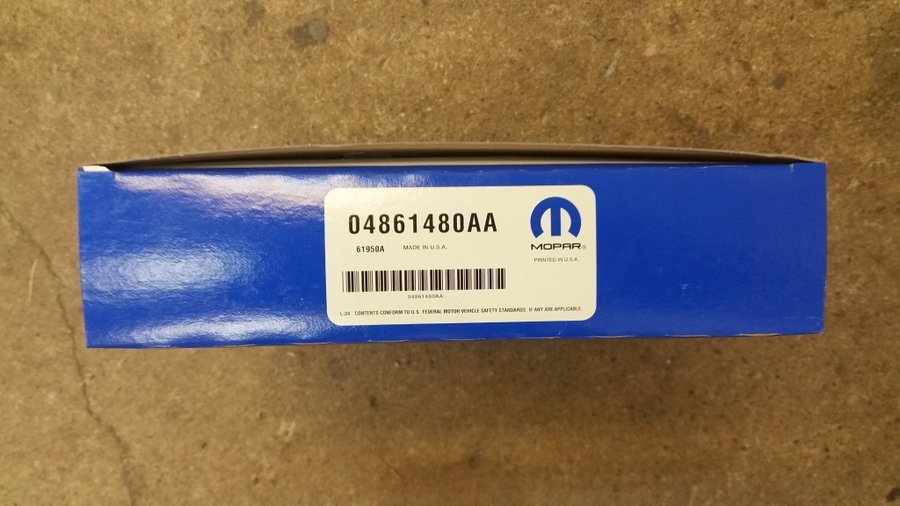 04861480AA
61950A MADE IN U.S.A.
MOPAR®
PRINTED IN U.S.A.
04861480AA
L-24 CONTENTS CONFORM TO U.S. FEDERAL MOTOR VEHICLE SAFETY STANDARDS, IF ANY ARE APPLICABLE.